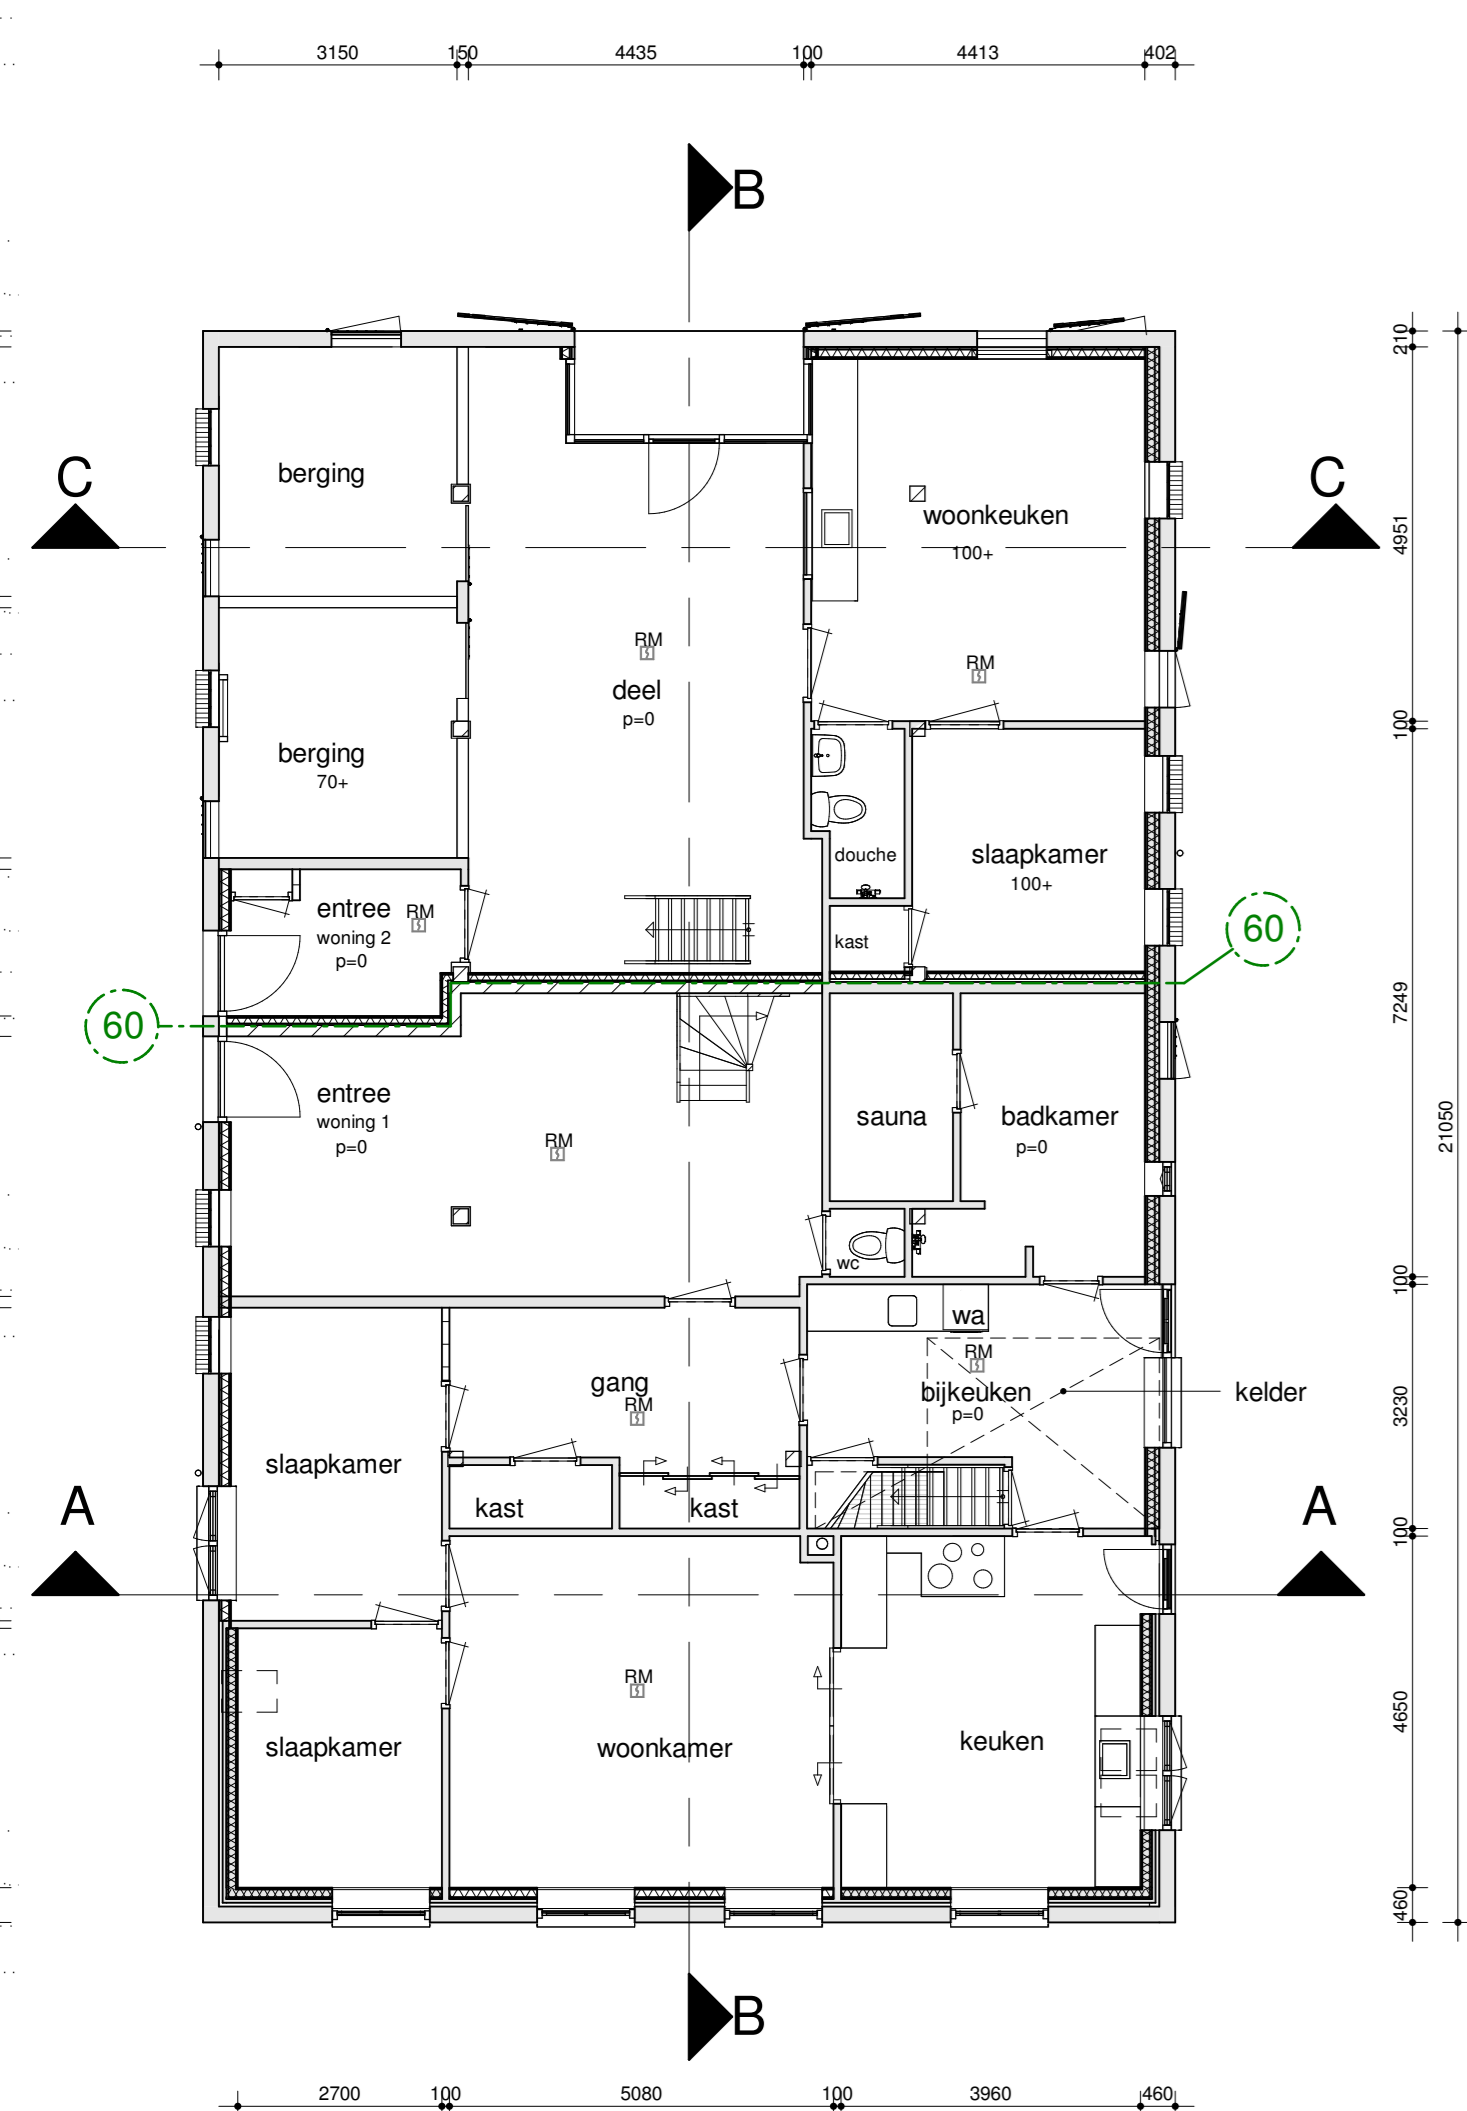 3150 150 4435 100 4413 402
B
C
C
berging
woonkeuken
100+
RM
RM
deel
p=0
berging
70+
douche
slaapkamer
100+
entree
woning 2
p=0
RM
kast
60
60
entree
woning 1
p=0
RM
sauna
badkamer
p=0
wc
wa
RM
gang
RM
bijkeuken
p=0
kelder
slaapkamer
kast
kast
A
A
RM
slaapkamer
woonkamer
keuken
B
210
4951
100
7249
100
3230
100
4650
460
21050
2700 100 5080 100 3960 460